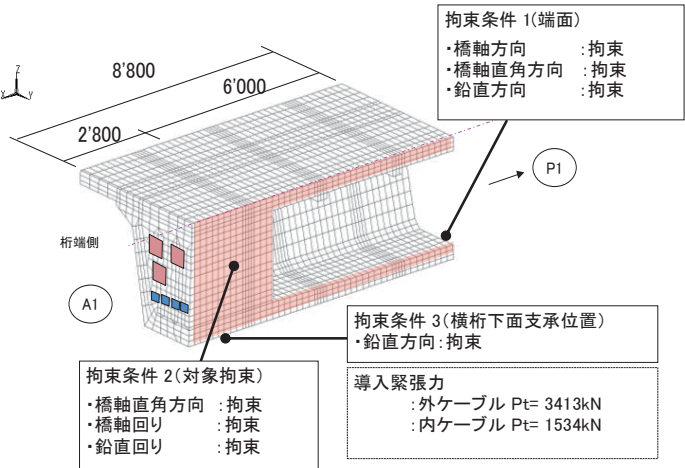 拘束条件 1(端面)
・橋軸方向 :拘束
・橋軸直角方向 :拘束
・鉛直方向 :拘束
Z
X
Y
8'800
6'000
2'800
P1
桁端側
A1
拘束条件 3(横桁下面支承位置)
・鉛直方向:拘束
拘束条件 2(対象拘束)
・橋軸直角方向 :拘束
・橋軸回り :拘束
・鉛直回り :拘束
導入緊張力
:外ケーブル Pt= 3413kN
:内ケーブル Pt= 1534kN